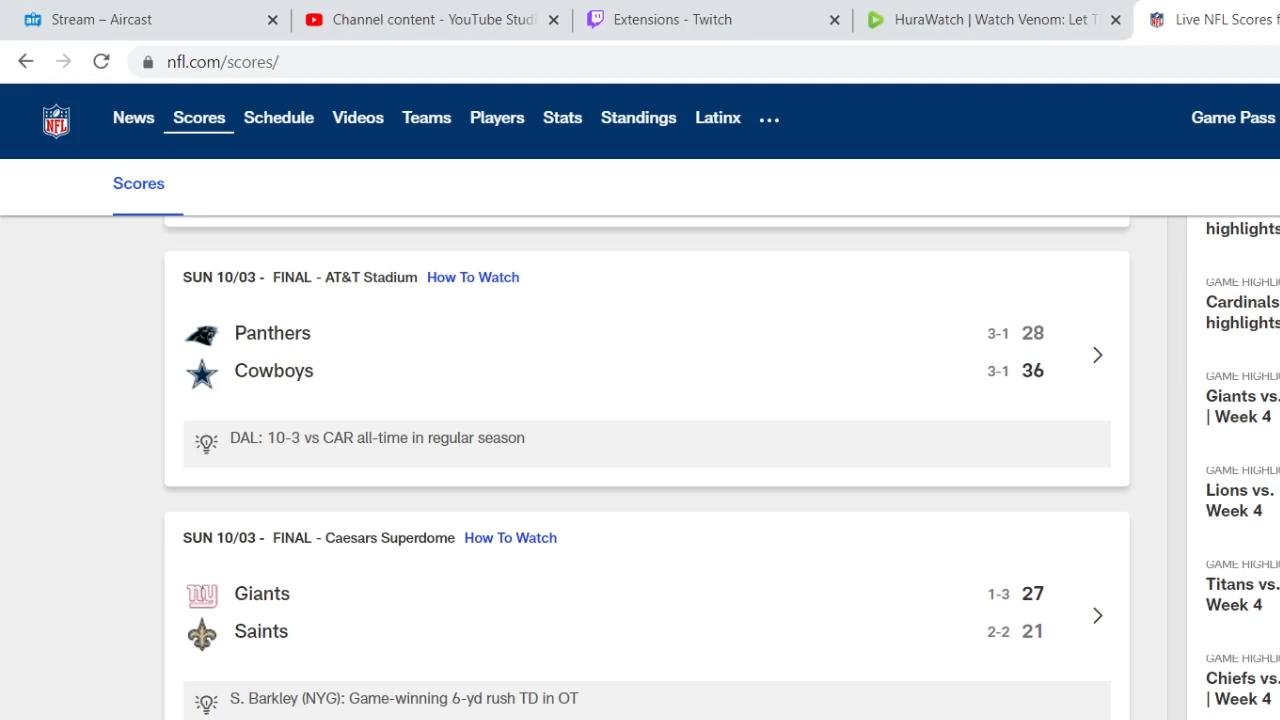 air Stream – Aircast
Channel content - YouTube Studi
Extensions - Twitch
HuraWatch | Watch Venom: Let T
Live NFL Scores f
nfl.com/scores/
NFL
News Scores Schedule Videos Teams Players Stats Standings Latinx ... Game Pass
Scores
SUN 10/03 - FINAL - AT&T Stadium How To Watch
Panthers 3-1 28
Cowboys 3-1 36
DAL: 10-3 vs CAR all-time in regular season
SUN 10/03 - FINAL - Caesars Superdome How To Watch
Giants 1-3 27
ny
Saints 2-2 21
S. Barkley (NYG): Game-winning 6-yd rush TD in OT
highlights
GAME HIGHLI
Cardinals
highlights
GAME HIGHLI
Giants vs.
| Week 4
GAME HIGHLI
Lions vs.
Week 4
GAME HIGHLI
Titans vs.
Week 4
GAME HIGHLI
Chiefs vs.
| Week 4